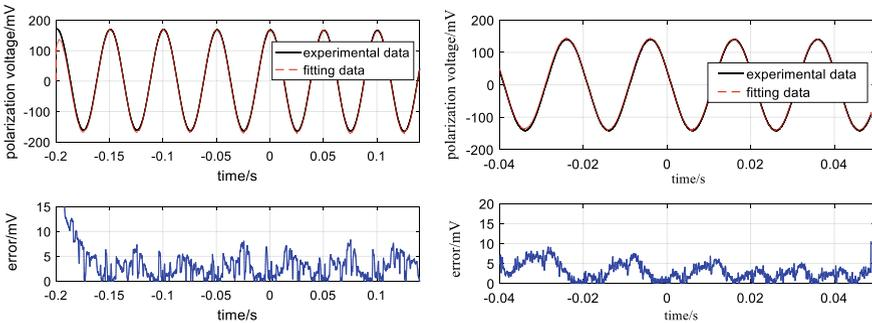 polarization voltage/mV
200
100
0
-100
-200
experimental data
fitting data
-0.2 -0.15 -0.1 -0.05 0 0.05 0.1
time/s
polarization voltage/mV
200
100
0
-100
-200
experimental data
fitting data
-0.04 -0.02 0 0.02 0.04
time/s
error/mV
15
10
5
0
-0.2 -0.15 -0.1 -0.05 0 0.05 0.1
time/s
error/mV
20
15
10
5
0
-0.04 -0.02 0 0.02 0.04
time/s